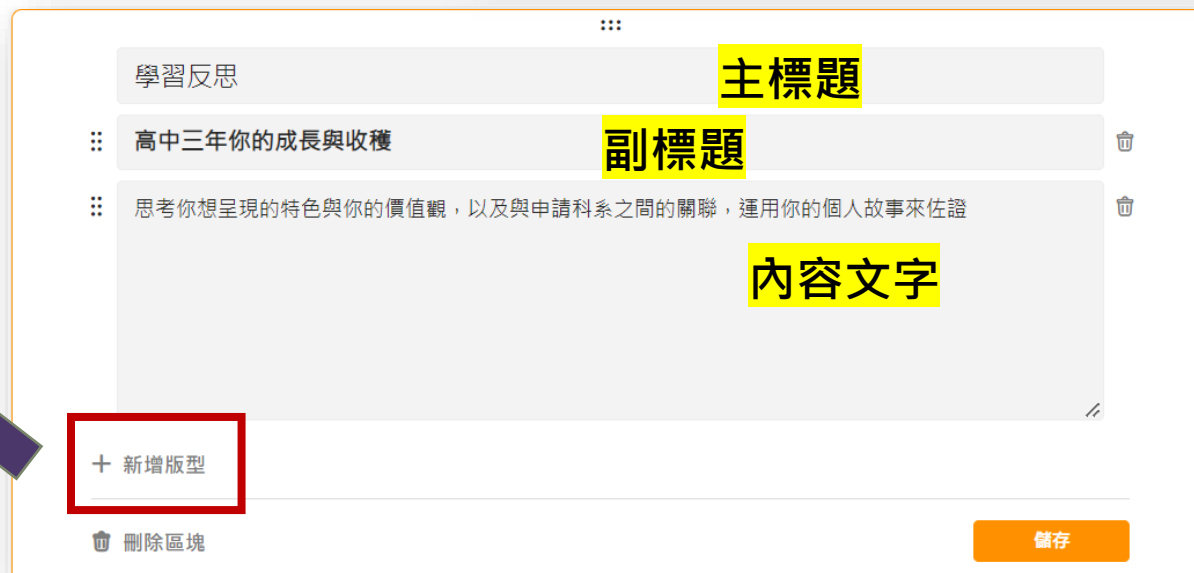 學習反思
主標題
高中三年你的成長與收穫
副標題
思考你想呈現的特色與你的價值觀，以及與申請科系之間的關聯，運用你的個人故事來佐證
內容文字
＋ 新增版型
刪除區塊
儲存